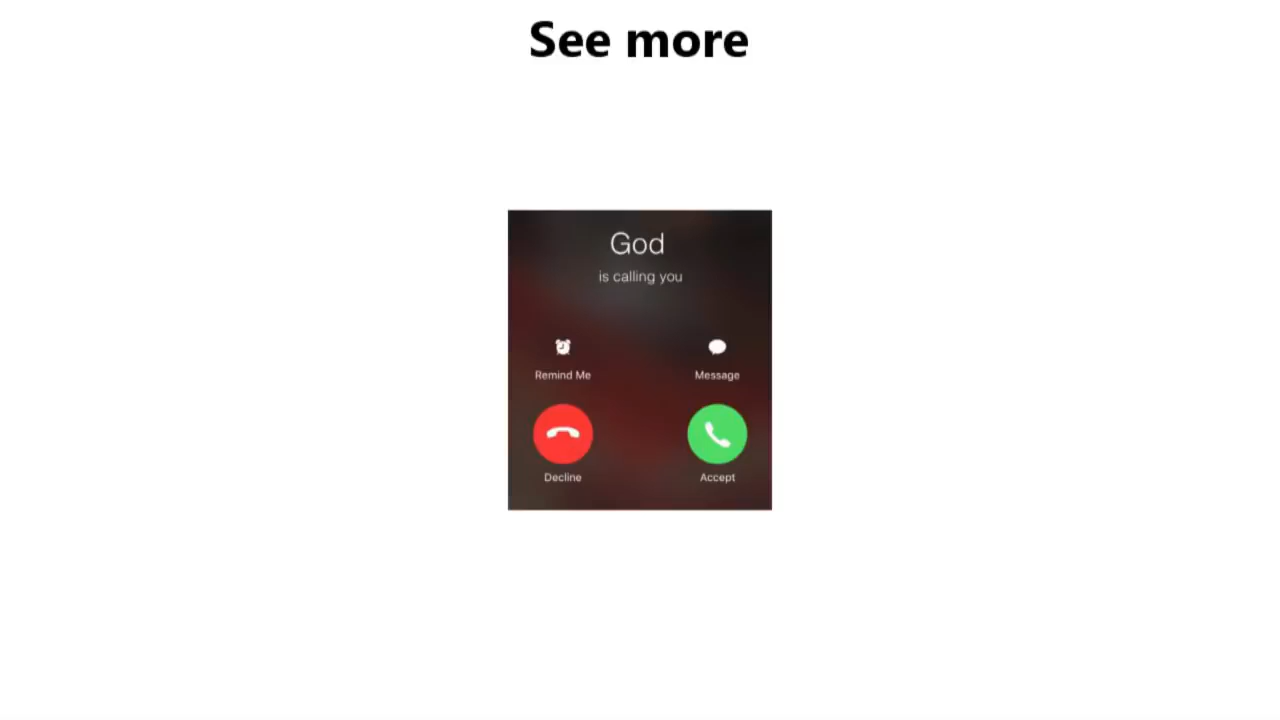 See more
God
is calling you
Remind Me
Message
Decline
Accept